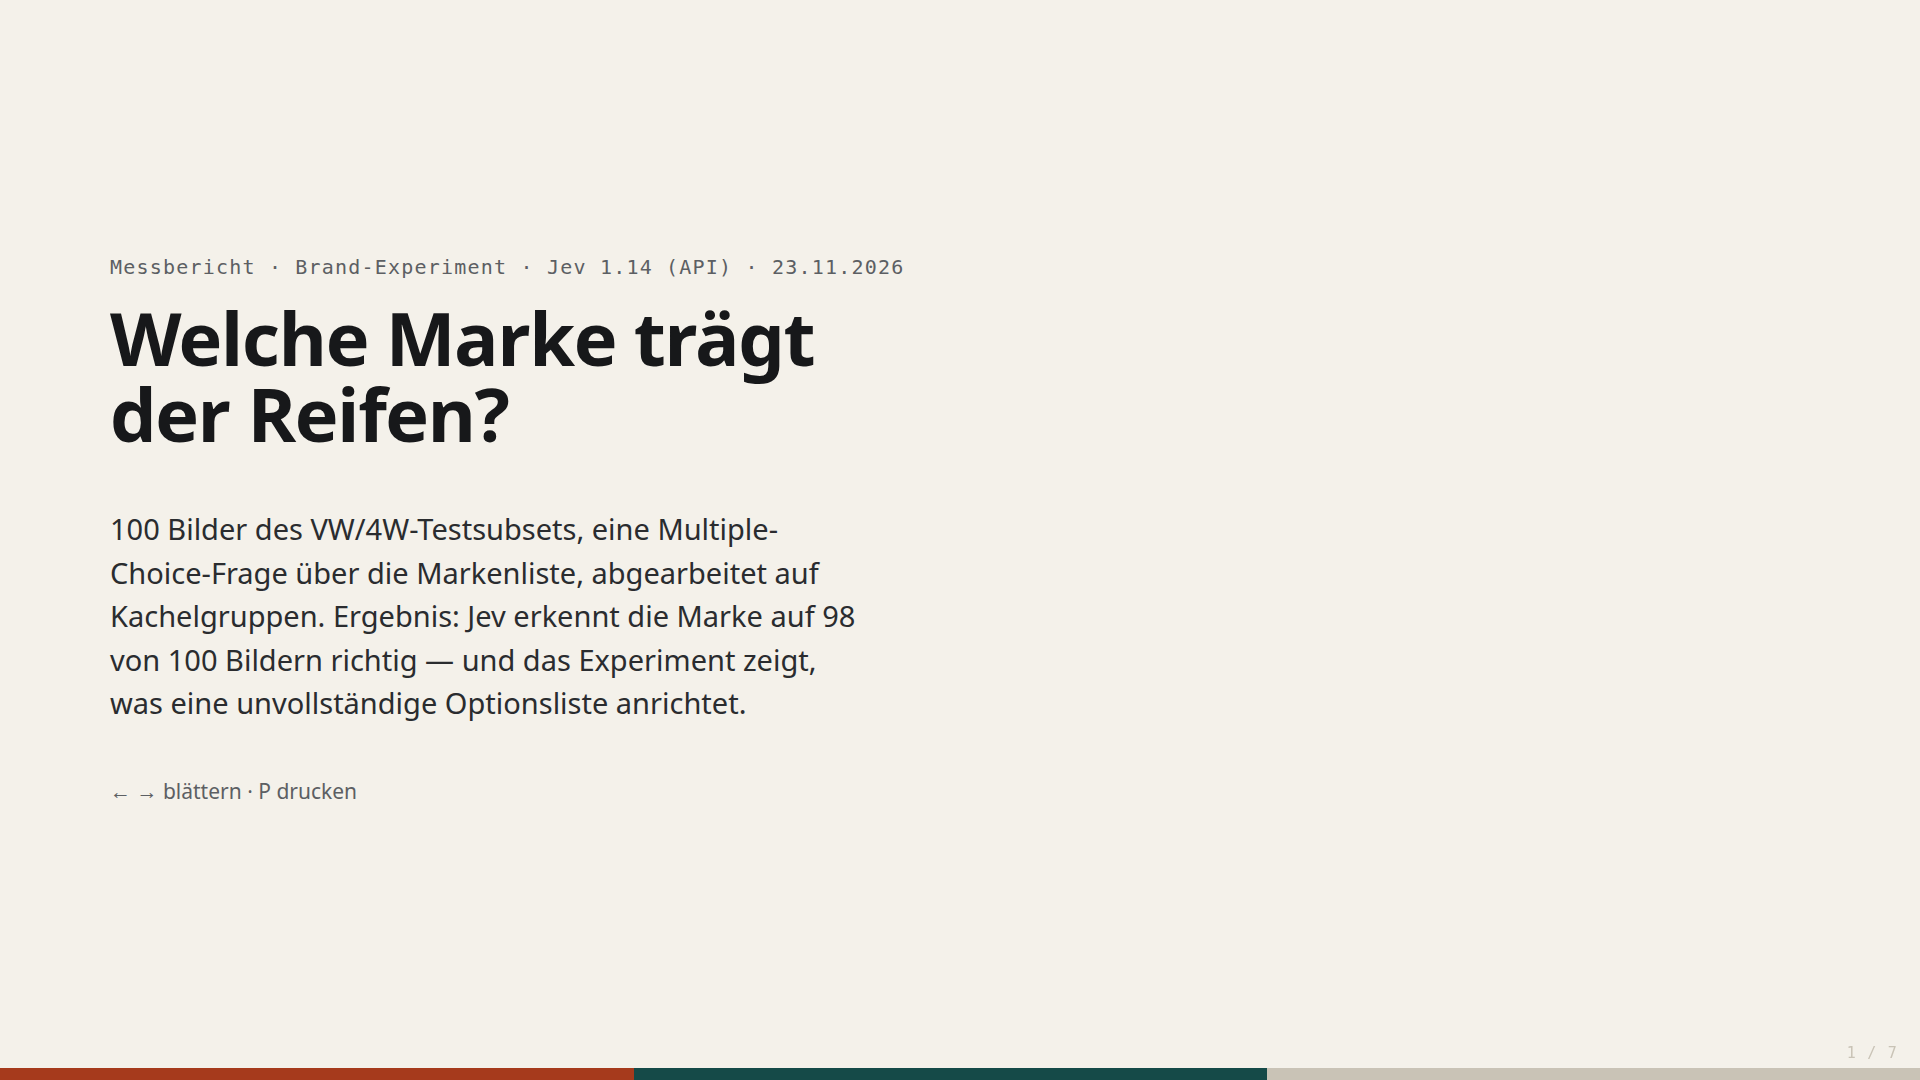 Messbericht · Brand-Experiment · Jev 1.14 (API) · 23.11.2026
Welche Marke trägt
der Reifen?
100 Bilder des VW/4W-Testsubsets, eine Multiple-
Choice-Frage über die Markenliste, abgearbeitet auf
Kachelgruppen. Ergebnis: Jev erkennt die Marke auf 98
von 100 Bildern richtig — und das Experiment zeigt,
was eine unvollständige Optionsliste anrichtet.
← → blättern · P drucken
1 / 7